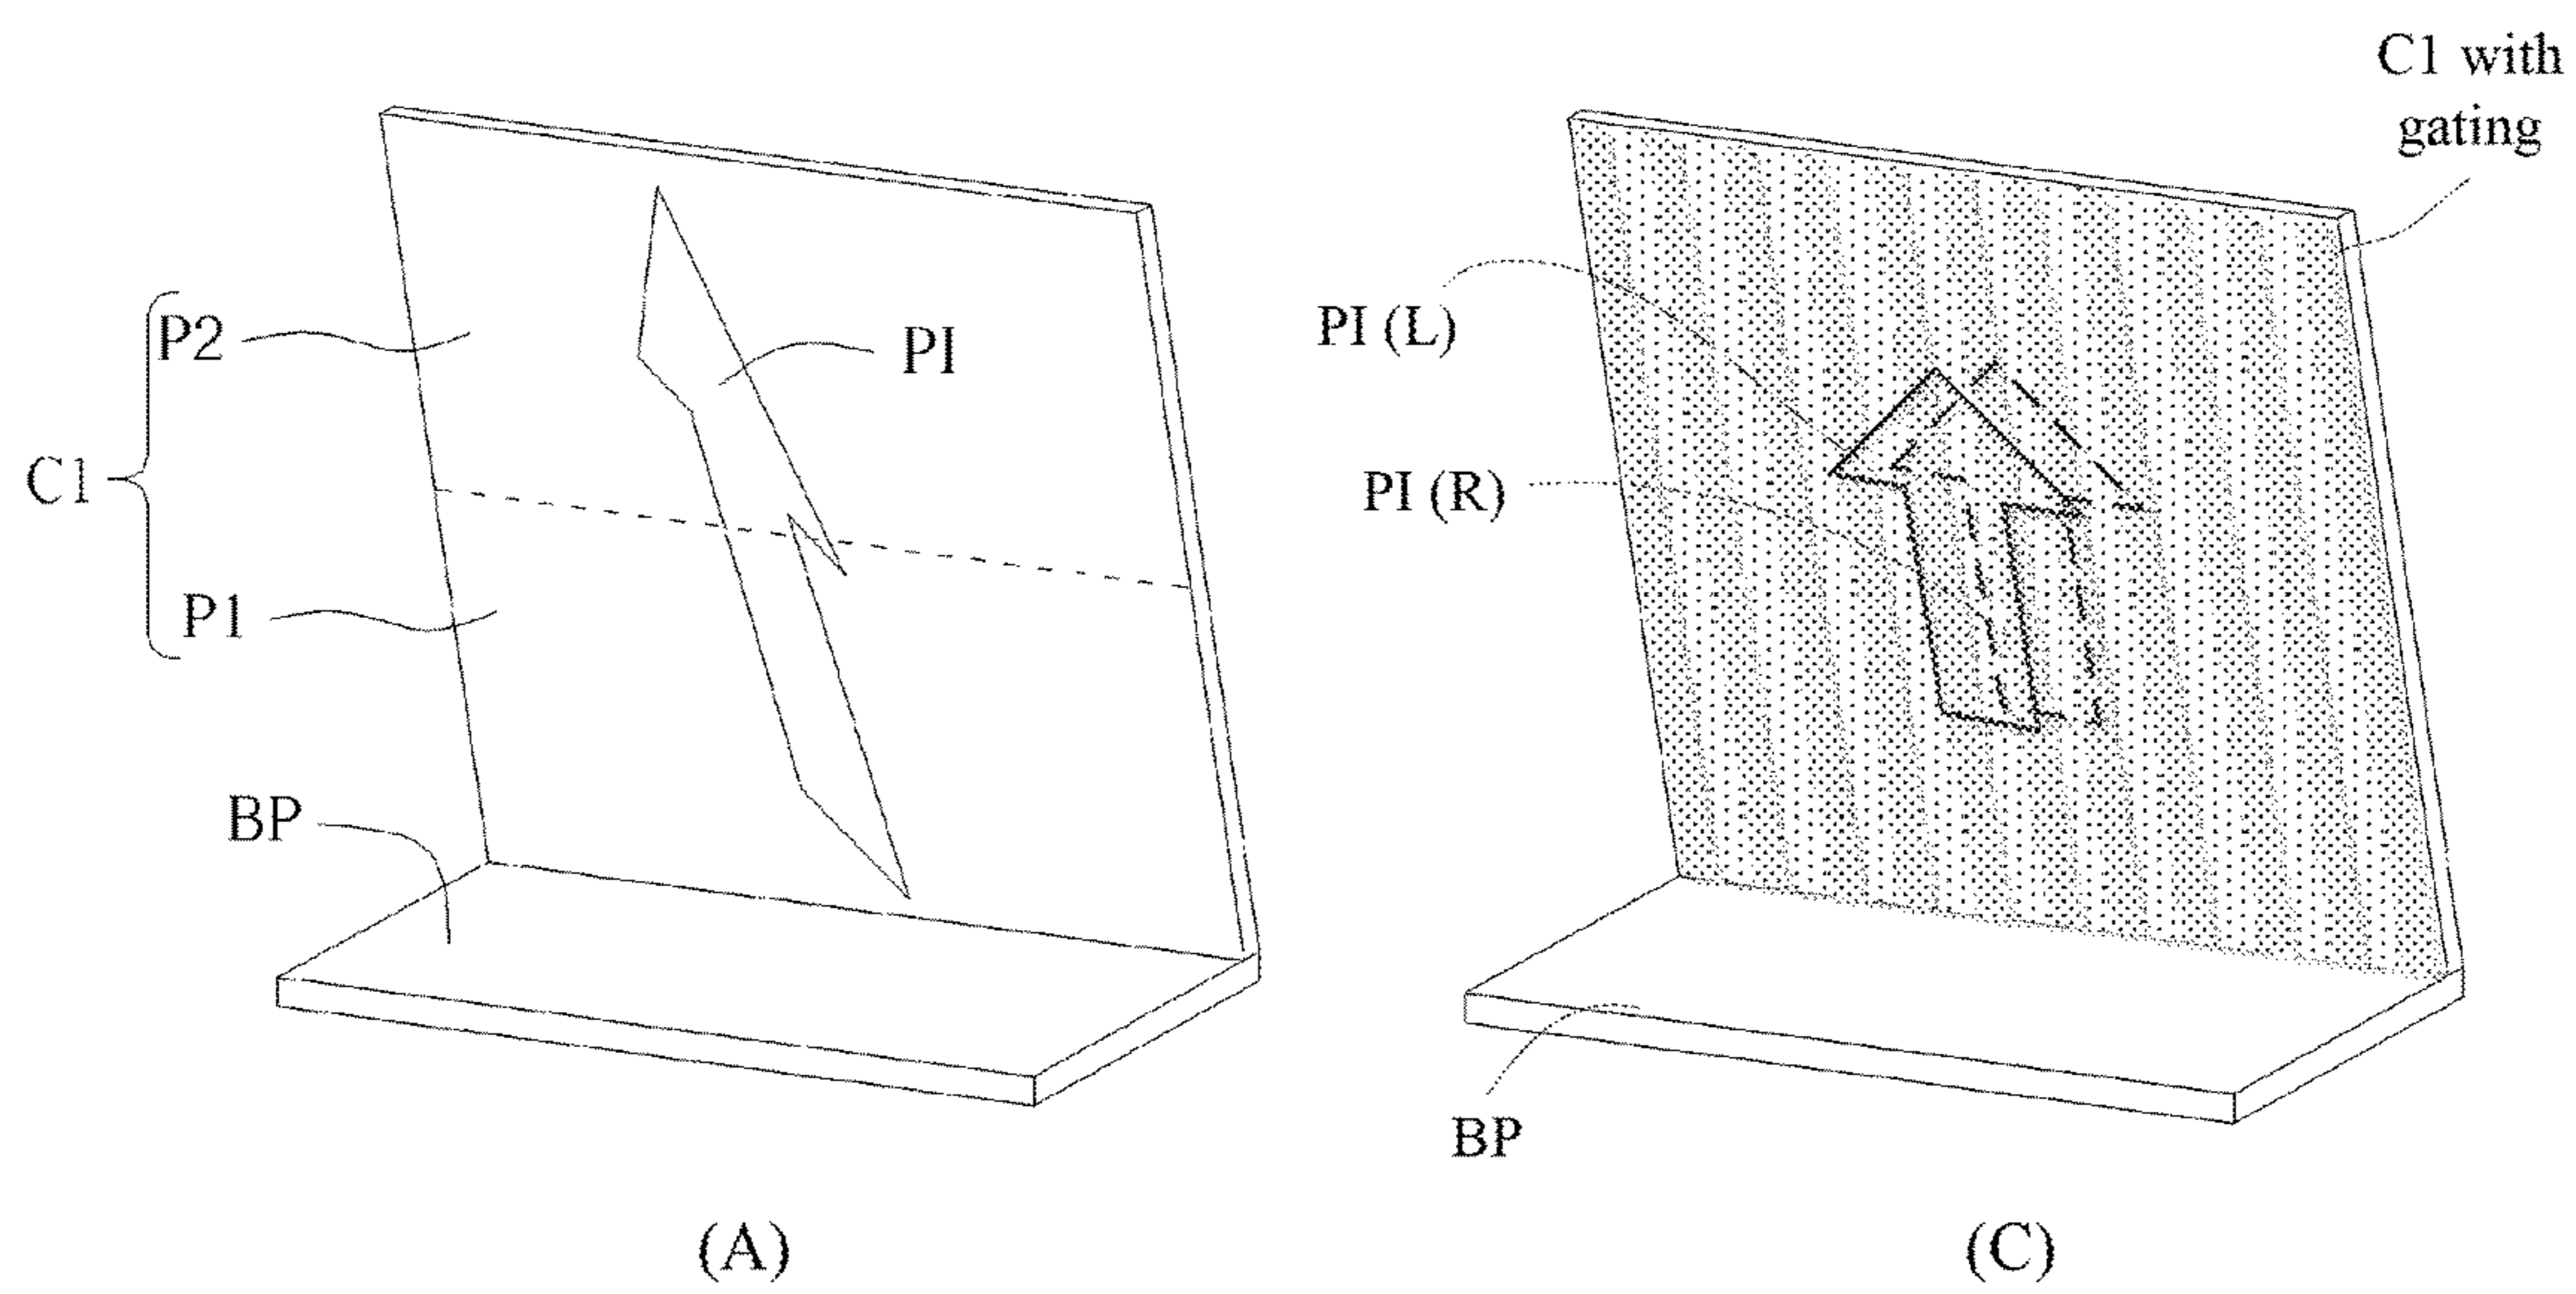 P2
PI
C1
P1
BP
(A)
C1 with
gating
PI (L)
PI (R)
BP
(C)